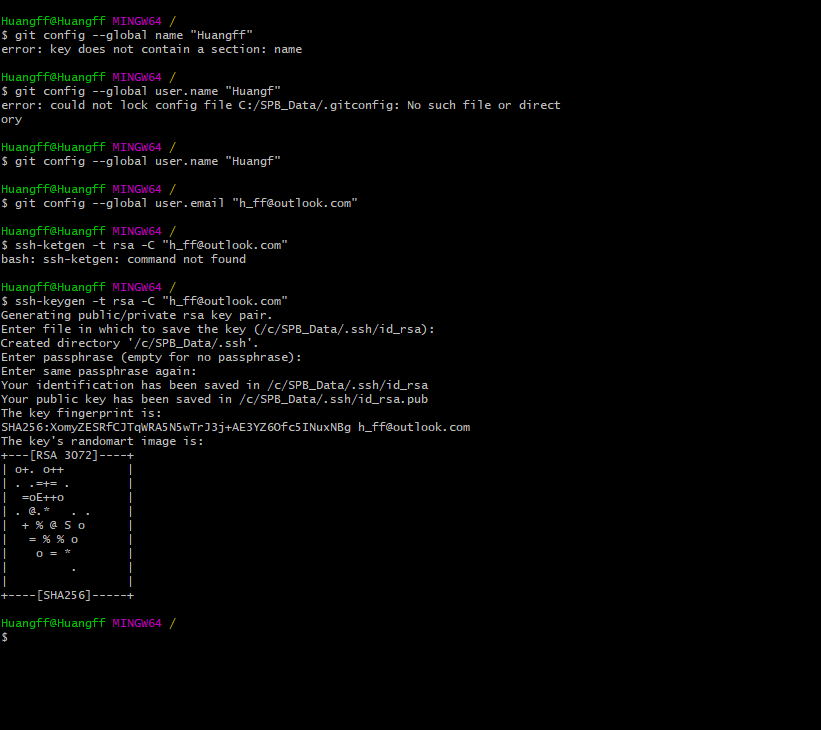 Huangff@Huangff MINGW64 /
$ git config --global name "Huangff"
error: key does not contain a section: name
Huangff@Huangff MINGW64 /
$ git config --global user.name "Huangf"
error: could not lock config file C:/SPB_Data/.gitconfig: No such file or direct
ory
Huangff@Huangff MINGW64 /
$ git config --global user.name "Huangf"
Huangff@Huangff MINGW64 /
$ git config --global user.email "h_ff@outlook.com"
Huangff@Huangff MINGW64 /
$ ssh-ketgen -t rsa -C "h_ff@outlook.com"
bash: ssh-ketgen: command not found
Huangff@Huangff MINGW64 /
$ ssh-keygen -t rsa -C "h_ff@outlook.com"
Generating public/private rsa key pair.
Enter file in which to save the key (/c/SPB_Data/.ssh/id_rsa):
Created directory '/c/SPB_Data/.ssh'.
Enter passphrase (empty for no passphrase):
Enter same passphrase again:
Your identification has been saved in /c/SPB_Data/.ssh/id_rsa
Your public key has been saved in /c/SPB_Data/.ssh/id_rsa.pub
The key fingerprint is:
SHA256:XomyZESRfCJTqWRA5N5wTrJ3j+AE3YZ6Ofc5INuxNBg h_ff@outlook.com
The key's randomart image is:
+---[RSA 3072]----+
| o+. o++         |
| . .=+= .        |
|  =oE++o         |
| . @.*   . .     |
|  + % @ S o      |
|   = % % o       |
|    o = *        |
|         .       |
|                 |
+----[SHA256]-----+
Huangff@Huangff MINGW64 /
$